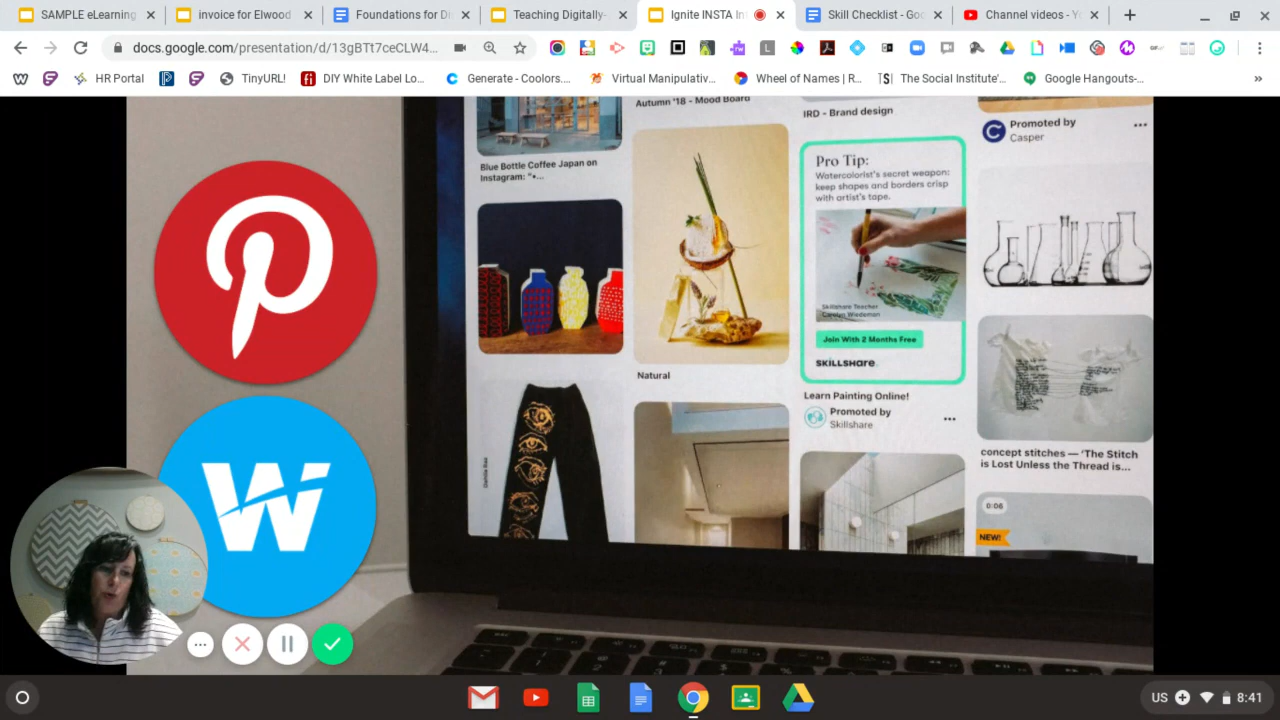 SAMPLE eLearning
invoice for Elwood
Foundations for Di
Teaching Digitally-
Ignite INSTA In
Skill Checklist - Goo
Channel videos - Y
docs.google.com/presentation/d/13gBTt7ceCLW4...
HR Portal
TinyURL!
DIY White Label Lo...
Generate - Coolors....
Virtual Manipulativ...
Wheel of Names | R...
The Social Institute'...
Google Hangouts-...
»
Blue Bottle Coffee Japan on
Instagram: "•...
Autumn '18 - Mood Board
Natural
IRD - Brand design
Pro Tip:
Watercolorist's secret weapon:
keep shapes and borders crisp
with artist's tape.
Skillshare Teacher
Carolyn Wiedeman
Join With 2 Months Free
SKILLSHARE.
Learn Painting Online!
Promoted by
Skillshare
Promoted by
Casper
concept stitches — 'The Stitch
is Lost Unless the Thread is...
0:06
NEW!
W
US
8:41